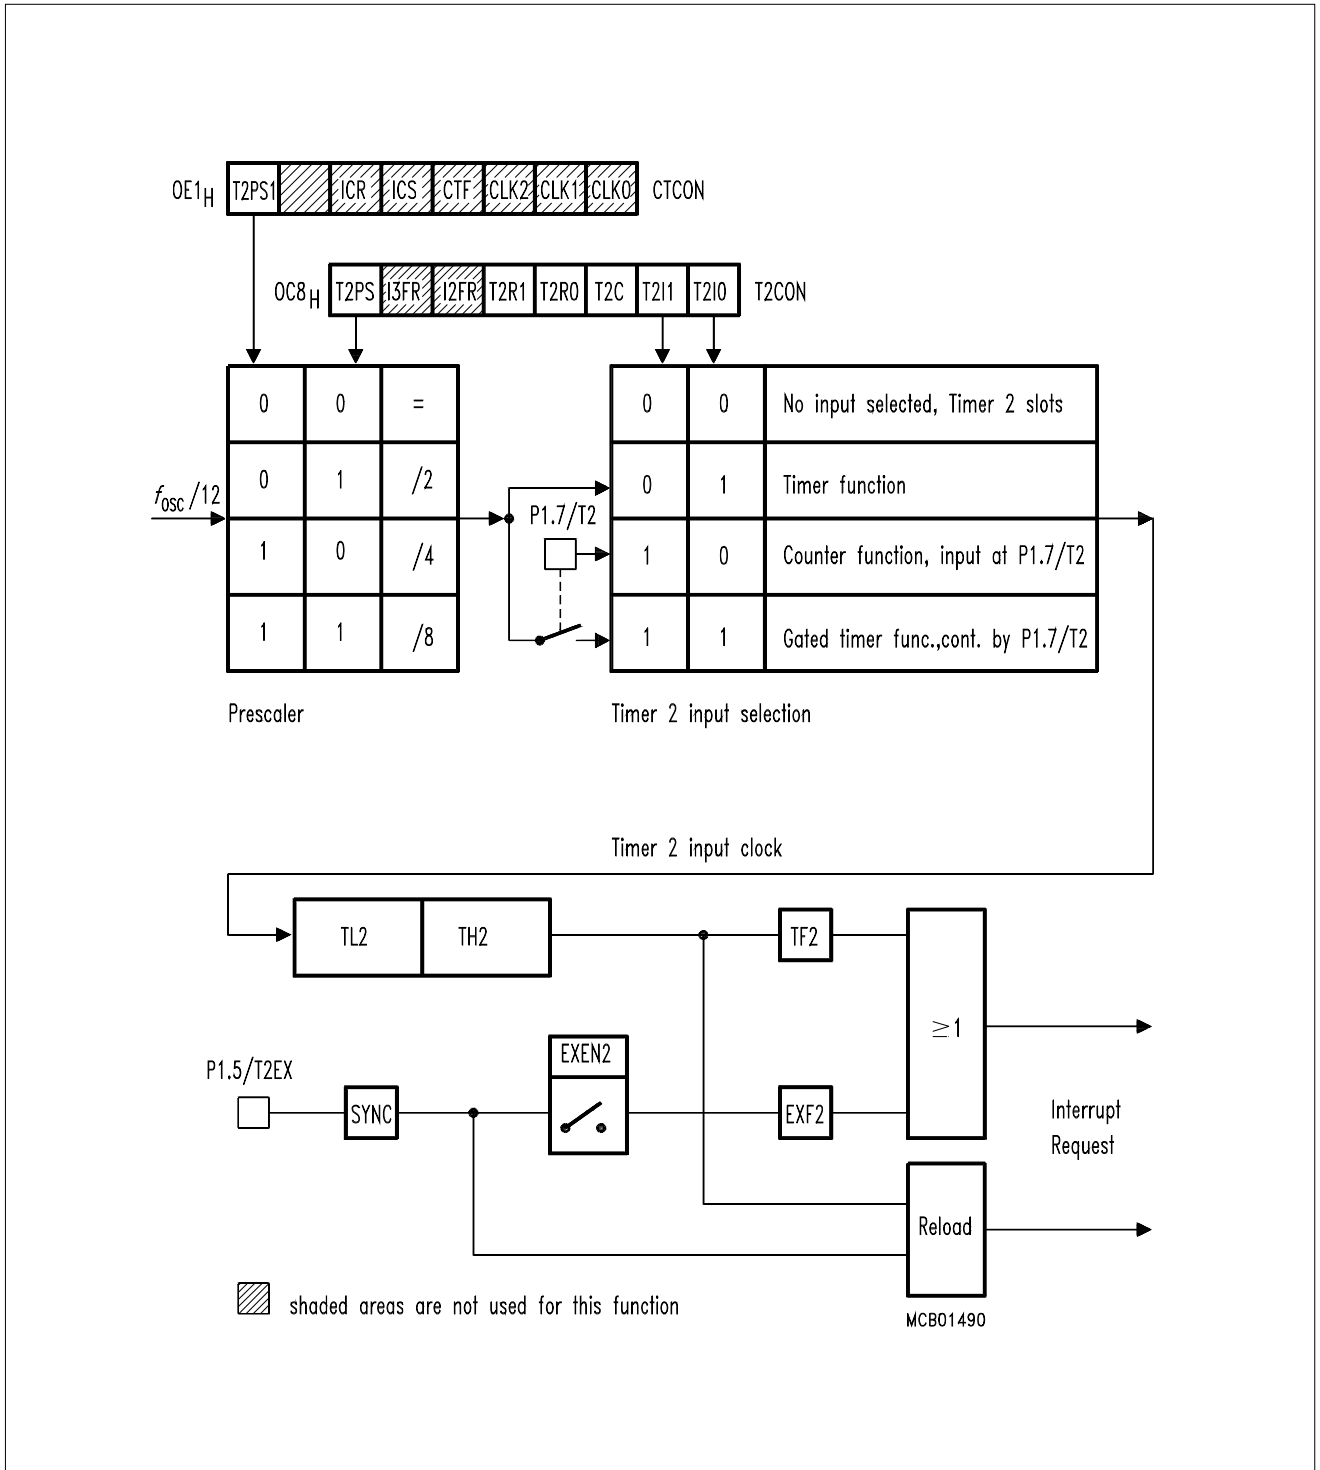 OE1H T2PS1 ICR ICS CTF CLK2 CLK1 CLK0 CTCON
OC8H T2PS I3FR I2FR T2R1 T2R0 T2C T2I1 T2I0 T2CON
0 0 =
0 1 /2
1 0 /4
1 1 /8
fOSC/12
Prescaler
P1.7/T2
0 0 No input selected, Timer 2 slots
0 1 Timer function
1 0 Counter function, input at P1.7/T2
1 1 Gated timer func.,cont. by P1.7/T2
Timer 2 input selection
Timer 2 input clock
TL2 TH2 TF2
≥1
EXEN2
P1.5/T2EX
SYNC EXF2
Interrupt
Request
Reload
shaded areas are not used for this function
MCB01490